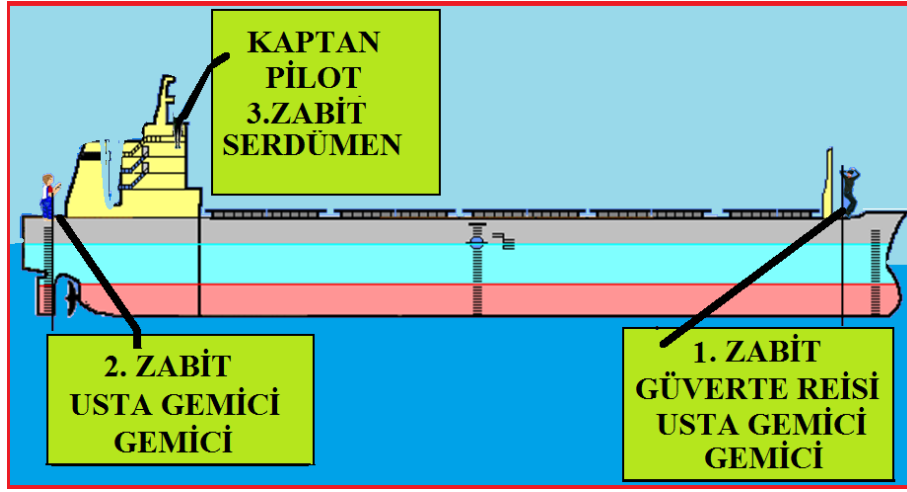 KAPTAN
PİLOT
3.ZABİT
SERDÜMEN
2. ZABİT
USTA GEMİCİ
GEMİCİ
1. ZABİT
GÜVERTE REİSİ
USTA GEMİCİ
GEMİCİ